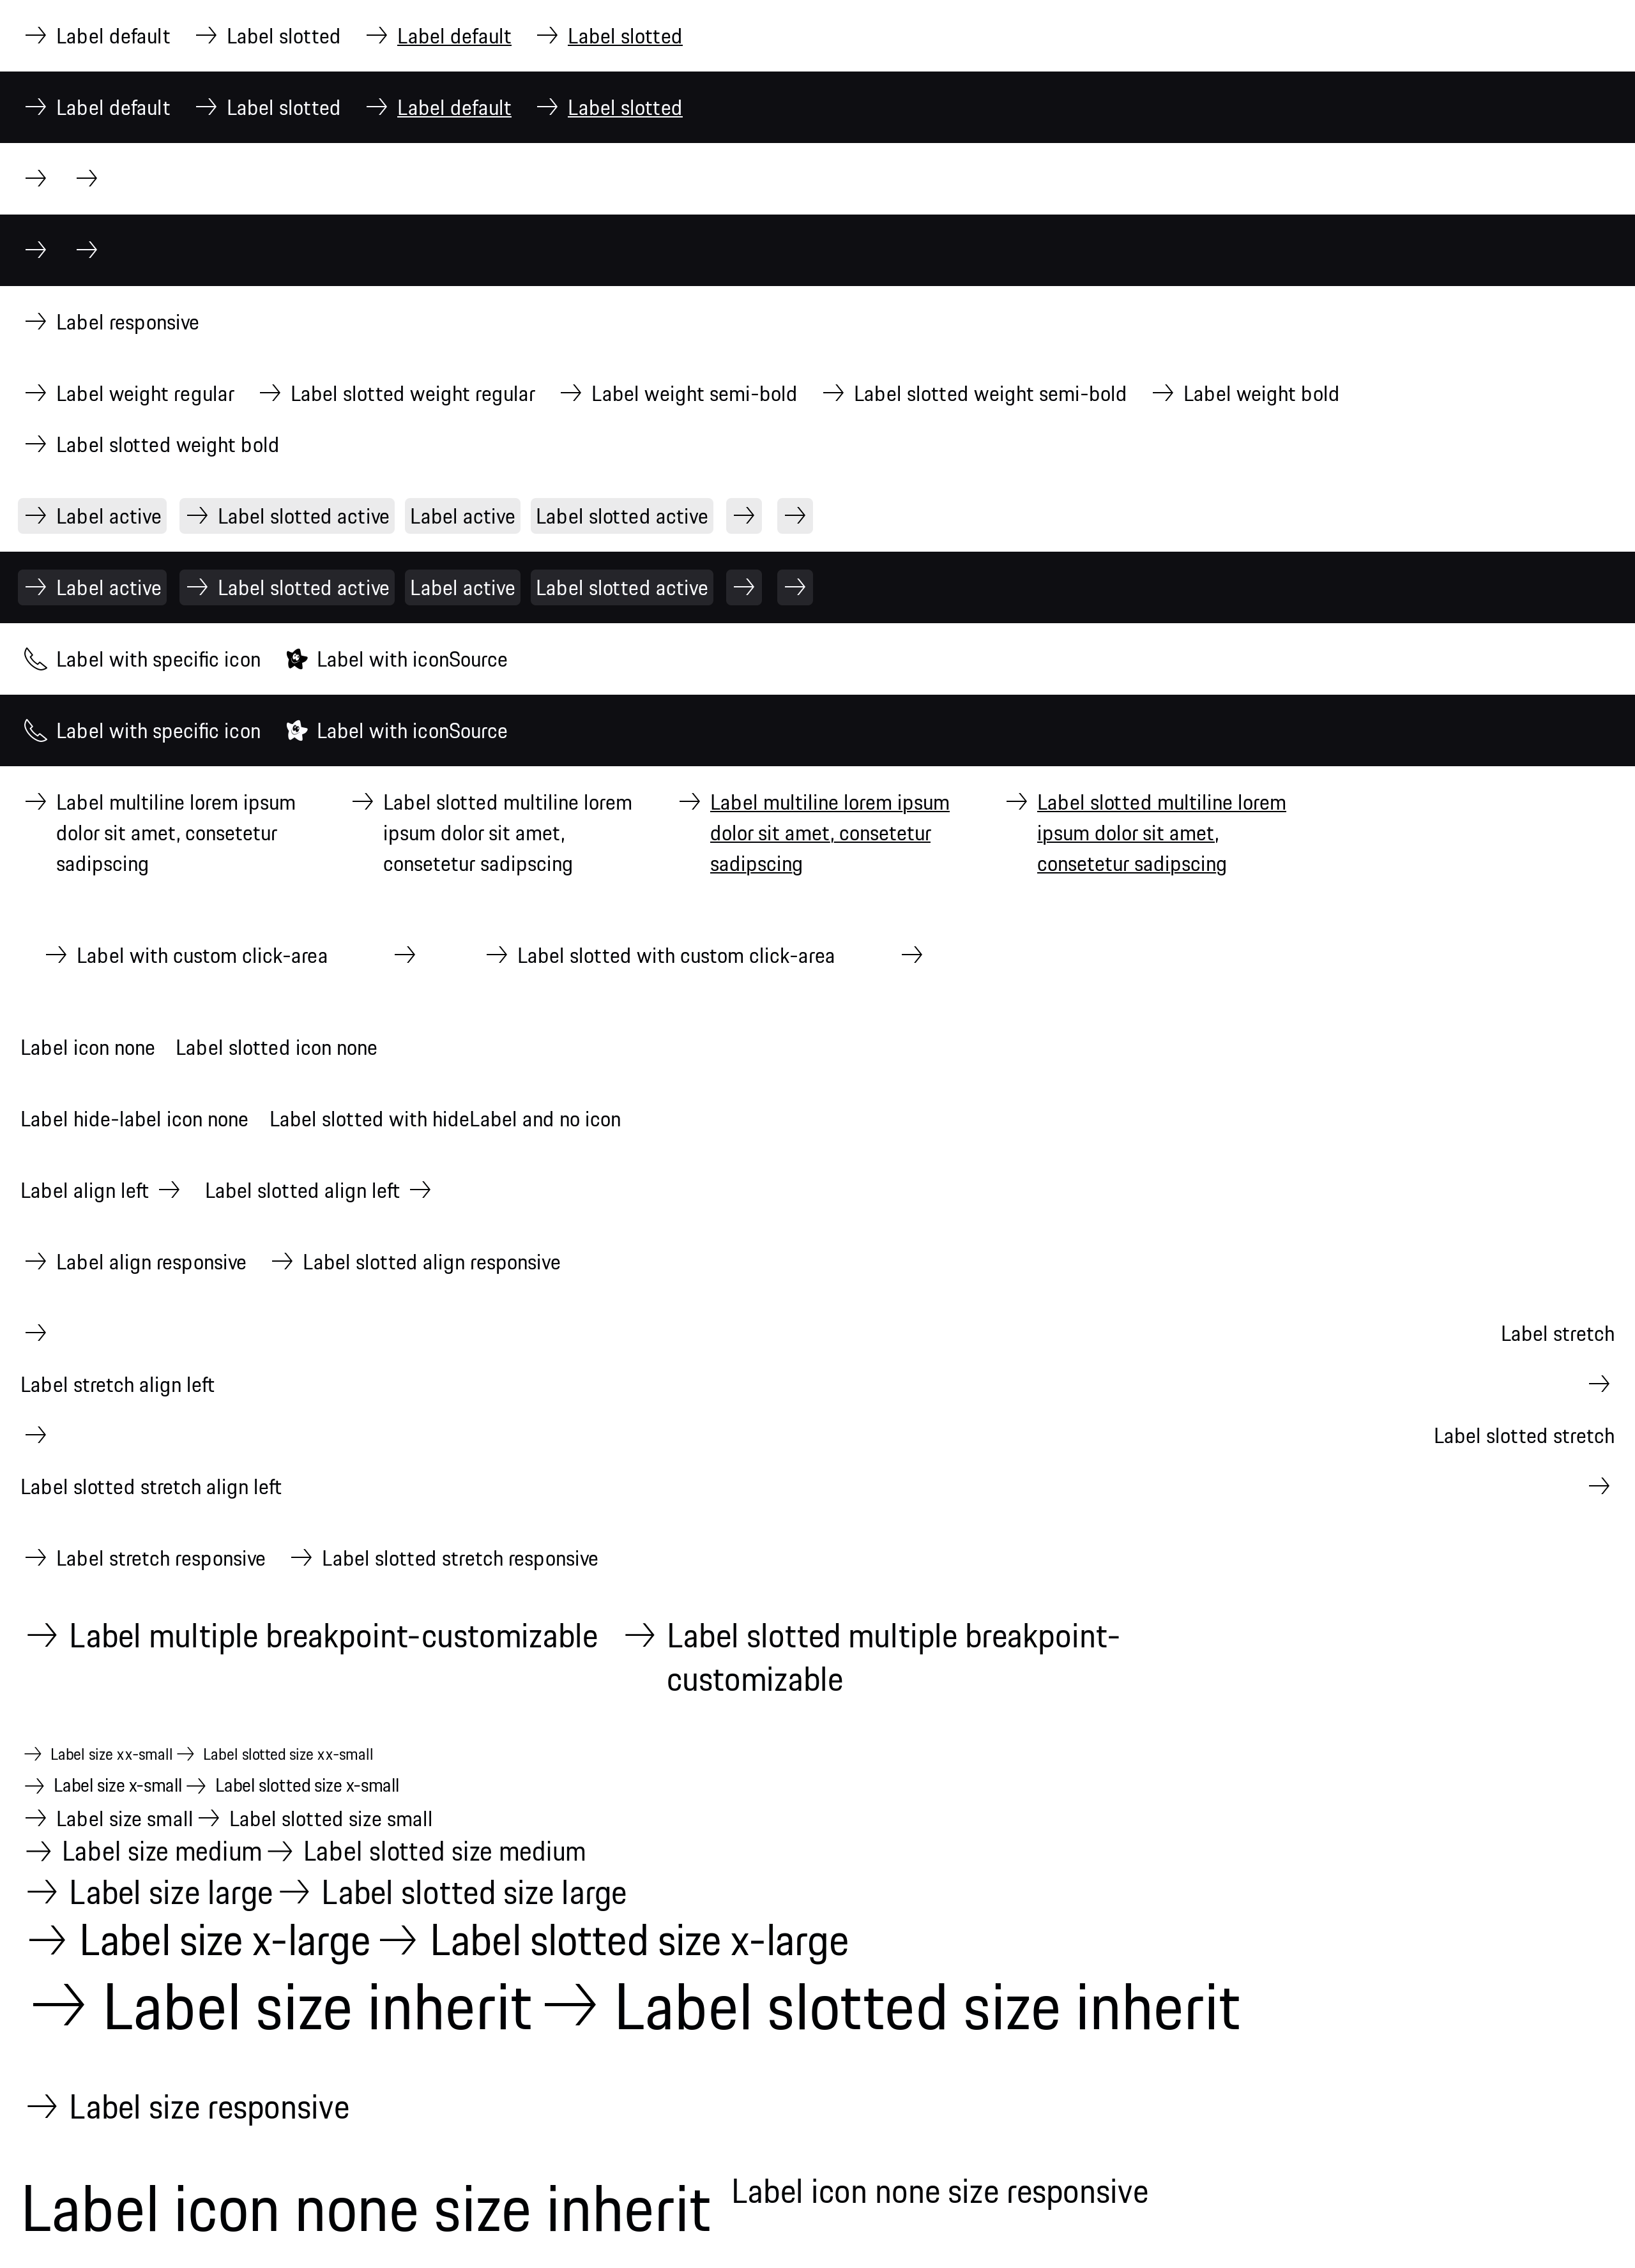 Label default Label slotted Label default Label slotted
Label default Label slotted Label default Label slotted
Label responsive
Label weight regular Label slotted weight regular Label weight semi-bold Label slotted weight semi-bold Label weight bold
Label slotted weight bold
Label active Label slotted active Label active Label slotted active
Label active Label slotted active Label active Label slotted active
Label with specific icon Label with iconSource
Label with specific icon Label with iconSource
Label multiline lorem ipsum
dolor sit amet, consetetur
sadipscing
Label slotted multiline lorem
ipsum dolor sit amet,
consetetur sadipscing
Label multiline lorem ipsum
dolor sit amet, consetetur
sadipscing
Label slotted multiline lorem
ipsum dolor sit amet,
consetetur sadipscing
Label with custom click-area Label slotted with custom click-area
Label icon none Label slotted icon none
Label hide-label icon none Label slotted with hideLabel and no icon
Label align left Label slotted align left
Label align responsive Label slotted align responsive
Label stretch
Label stretch align left
Label slotted stretch
Label slotted stretch align left
Label stretch responsive Label slotted stretch responsive
Label multiple breakpoint-customizable
Label slotted multiple breakpoint-
customizable
Label size xx-small Label slotted size xx-small
Label size x-small Label slotted size x-small
Label size small Label slotted size small
Label size medium Label slotted size medium
Label size large Label slotted size large
Label size x-large Label slotted size x-large
Label size inherit Label slotted size inherit
Label size responsive
Label icon none size inherit Label icon none size responsive